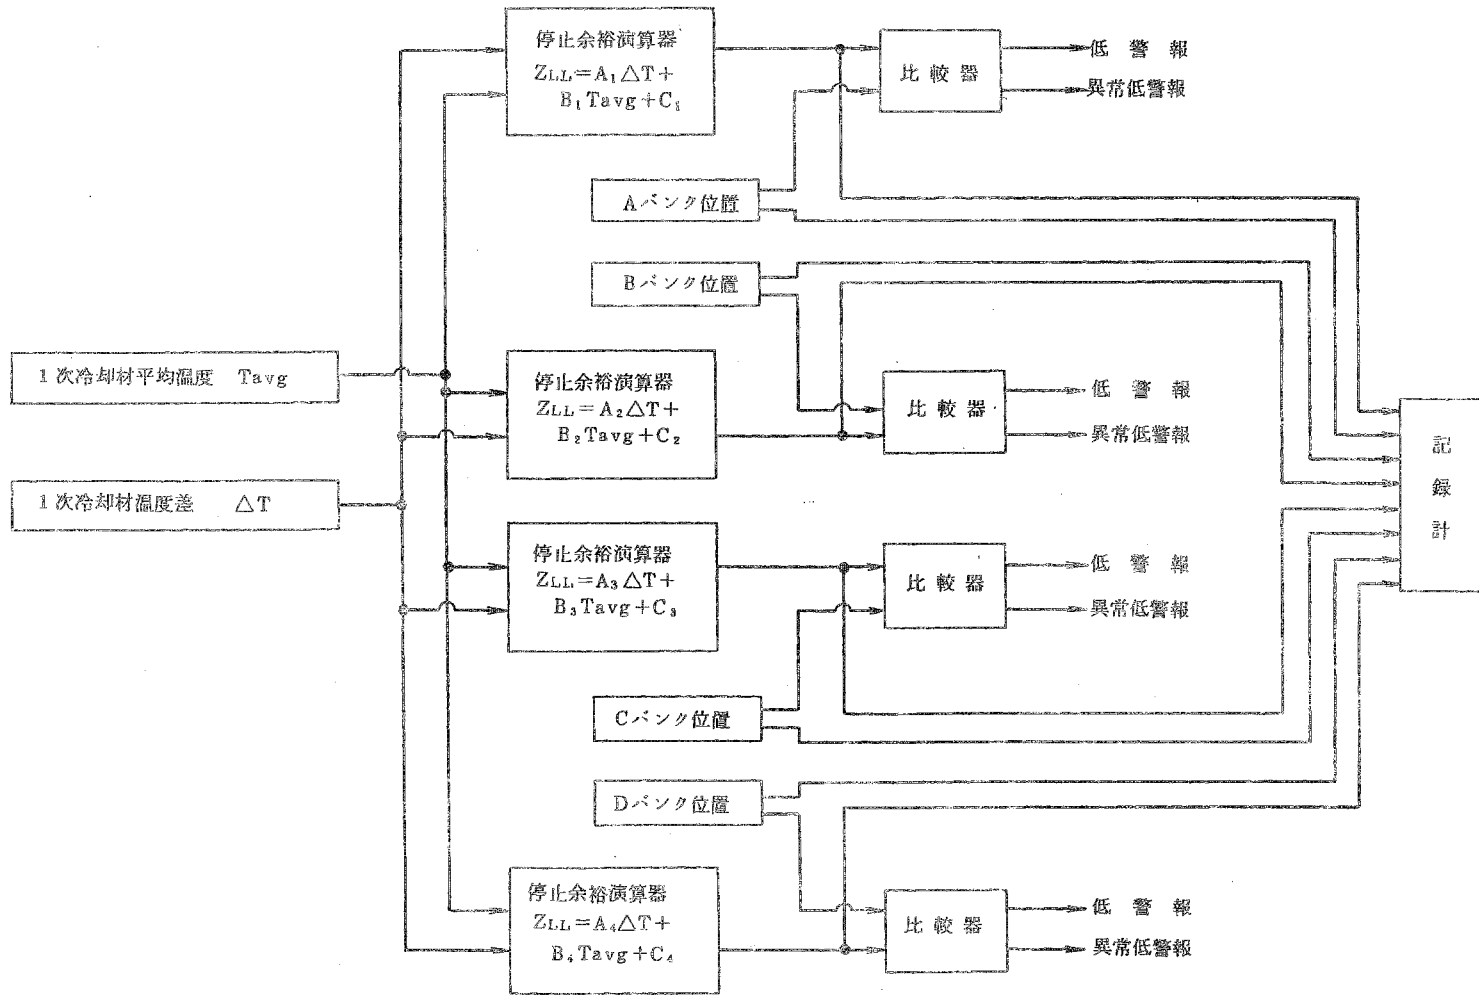 停止余裕演算器
ZLL=A₁△T+
B₁Tavg+C₁
比較器
低警報
異常低警報
Aバンク位置
Bバンク位置
1次冷却材平均温度 Tavg
停止余裕演算器
ZLL=A₂△T+
B₂Tavg+C₂
比較器
低警報
異常低警報
記録計
1次冷却材温度差 △T
停止余裕演算器
ZLL=A₃△T+
B₃Tavg+C₃
比較器
低警報
異常低警報
Cバンク位置
Dバンク位置
停止余裕演算器
ZLL=A₄△T+
B₄Tavg+C₄
比較器
低警報
異常低警報